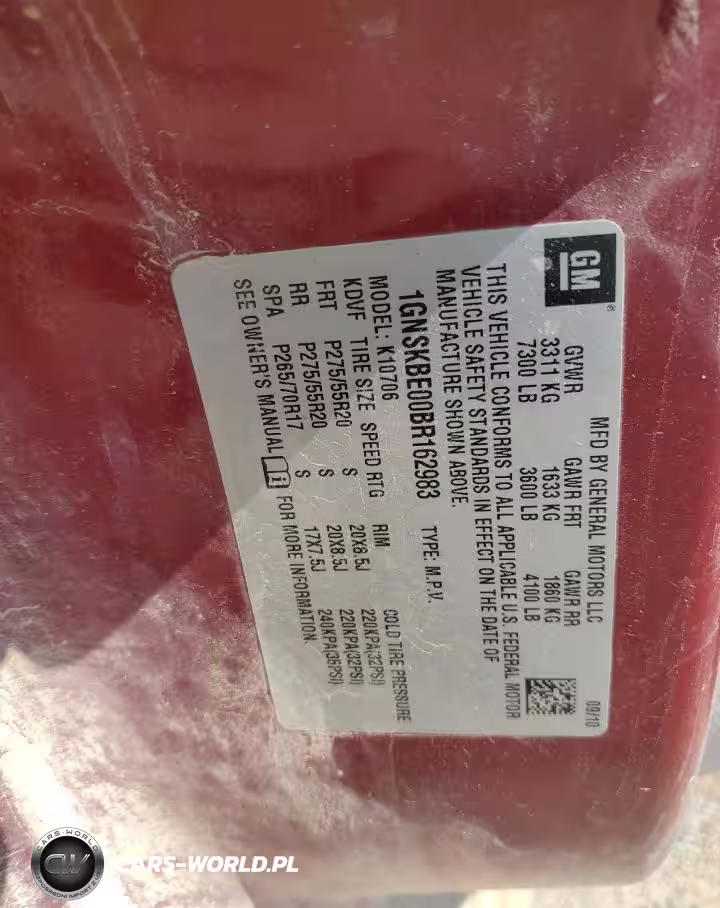 GM
®
MFD BY GENERAL MOTORS LLC 09/10
GVWR GAWR FRT GAWR RR
3311 KG 1633 KG 1860 KG
7300 LB 3600 LB 4100 LB
THIS VEHICLE CONFORMS TO ALL APPLICABLE U.S. FEDERAL MOTOR
VEHICLE SAFETY STANDARDS IN EFFECT ON THE DATE OF
MANUFACTURE SHOWN ABOVE.
1GNSKBE00BR162983 TYPE: M.P.V.
MODEL: K10706
KDVF TIRE SIZE SPEED RTG RIM COLD TIRE PRESSURE
FRT P275/55R20 S 20X8.5J 220KPA(32PSI)
RR P275/55R20 S 20X8.5J 220KPA(32PSI)
SPA P265/70R17 17X7.5J 240KPA(35PSI)
SEE OWNER'S MANUAL FOR MORE INFORMATION.
CARS-WORLD
CW
CARS-WORLD.PL